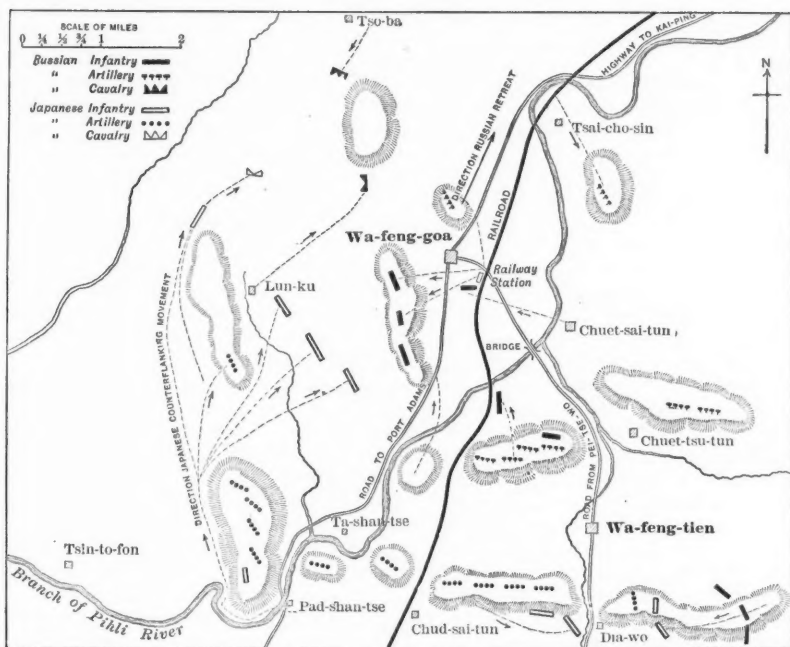 SCALE OF MILES
0 ¼ ½ ¾ 1 2
Russian Infantry
" Artillery
" Cavalry
Japanese Infantry
" Artillery
" Cavalry
Tso-ba
HIGHWAY TO KAI-PING
N
Tsai-cho-sin
DIRECTION RUSSIAN RETREAT
RAILROAD
Wa-feng-goa
Railway
Station
Lun-ku
Chuet-sai-tun
BRIDGE
DIRECTION JAPANESE COUNTERFLANKING MOVEMENT
ROAD TO PORT ADAMS
Chuet-tsu-tun
ROAD FROM PEI-TSE-WO
Ta-shan-tse
Wa-feng-tien
Tsin-to-fon
Branch of Pihli River
Pad-shan-tse
Chud-sai-tun
Dia-wo